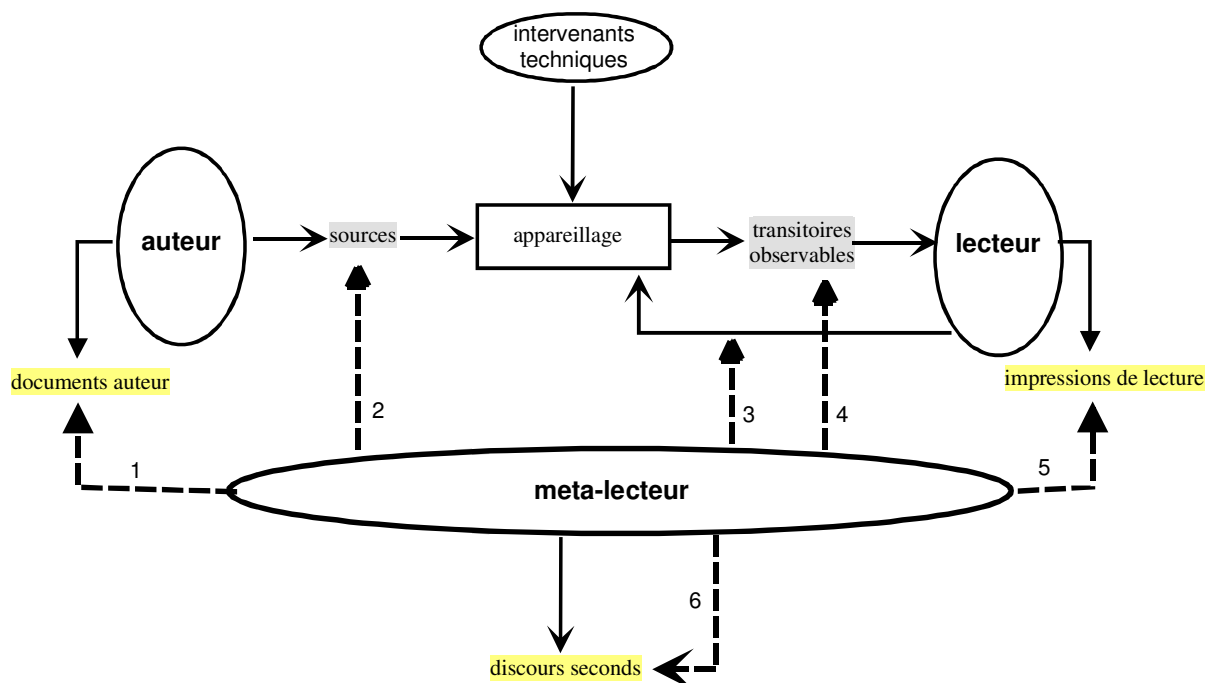 intervenants
techniques
auteur
sources
appareillage
transitoires
observables
lecteur
documents auteur
impressions de lecture
2
3
4
1
5
meta-lecteur
6
discours seconds